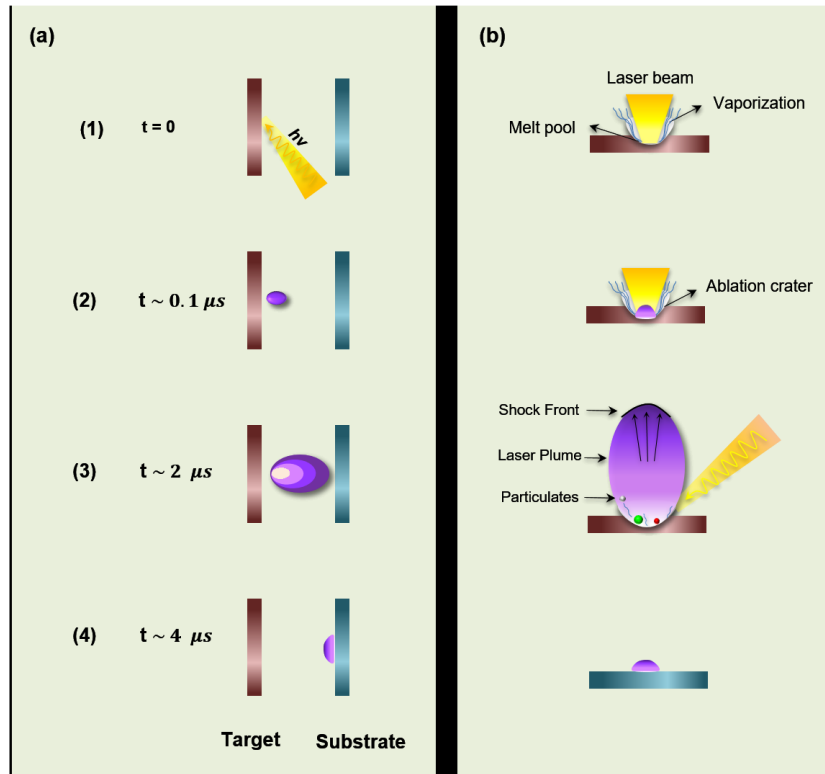 (a)
(1)
t = 0
hv
(2)
t ~ 0.1 μs
(3)
t ~ 2 μs
(4)
t ~ 4 μs
Target
Substrate
(b)
Laser beam
Vaporization
Melt pool
Ablation crater
Shock Front
Laser Plume
Particulates